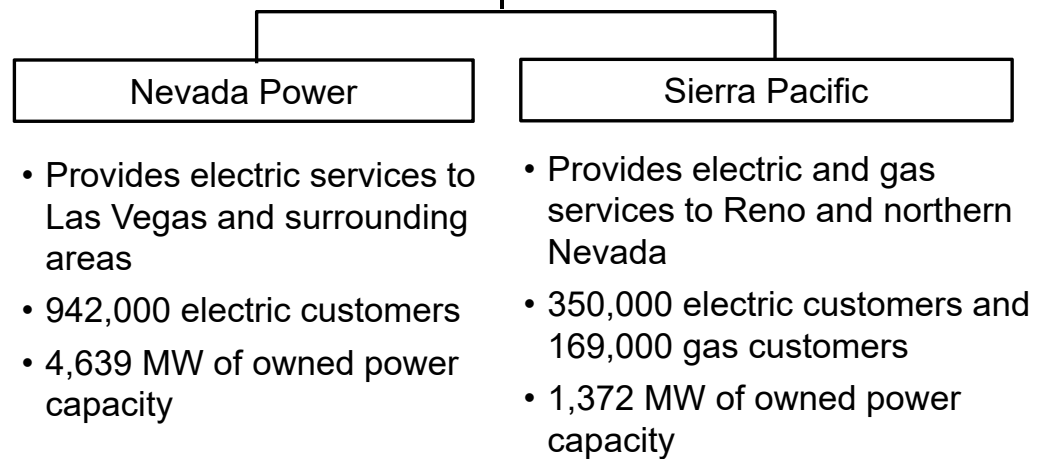 Nevada Power
• Provides electric services to
Las Vegas and surrounding
areas
• 942,000 electric customers
• 4,639 MW of owned power
capacity
Sierra Pacific
• Provides electric and gas
services to Reno and northern
Nevada
• 350,000 electric customers and
169,000 gas customers
• 1,372 MW of owned power
capacity